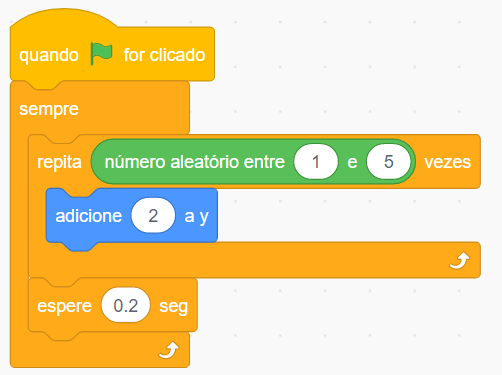 quando for clicado
sempre
repita número aleatório entre 1 e 5 vezes
adicione 2 a y
espere 0.2 seg